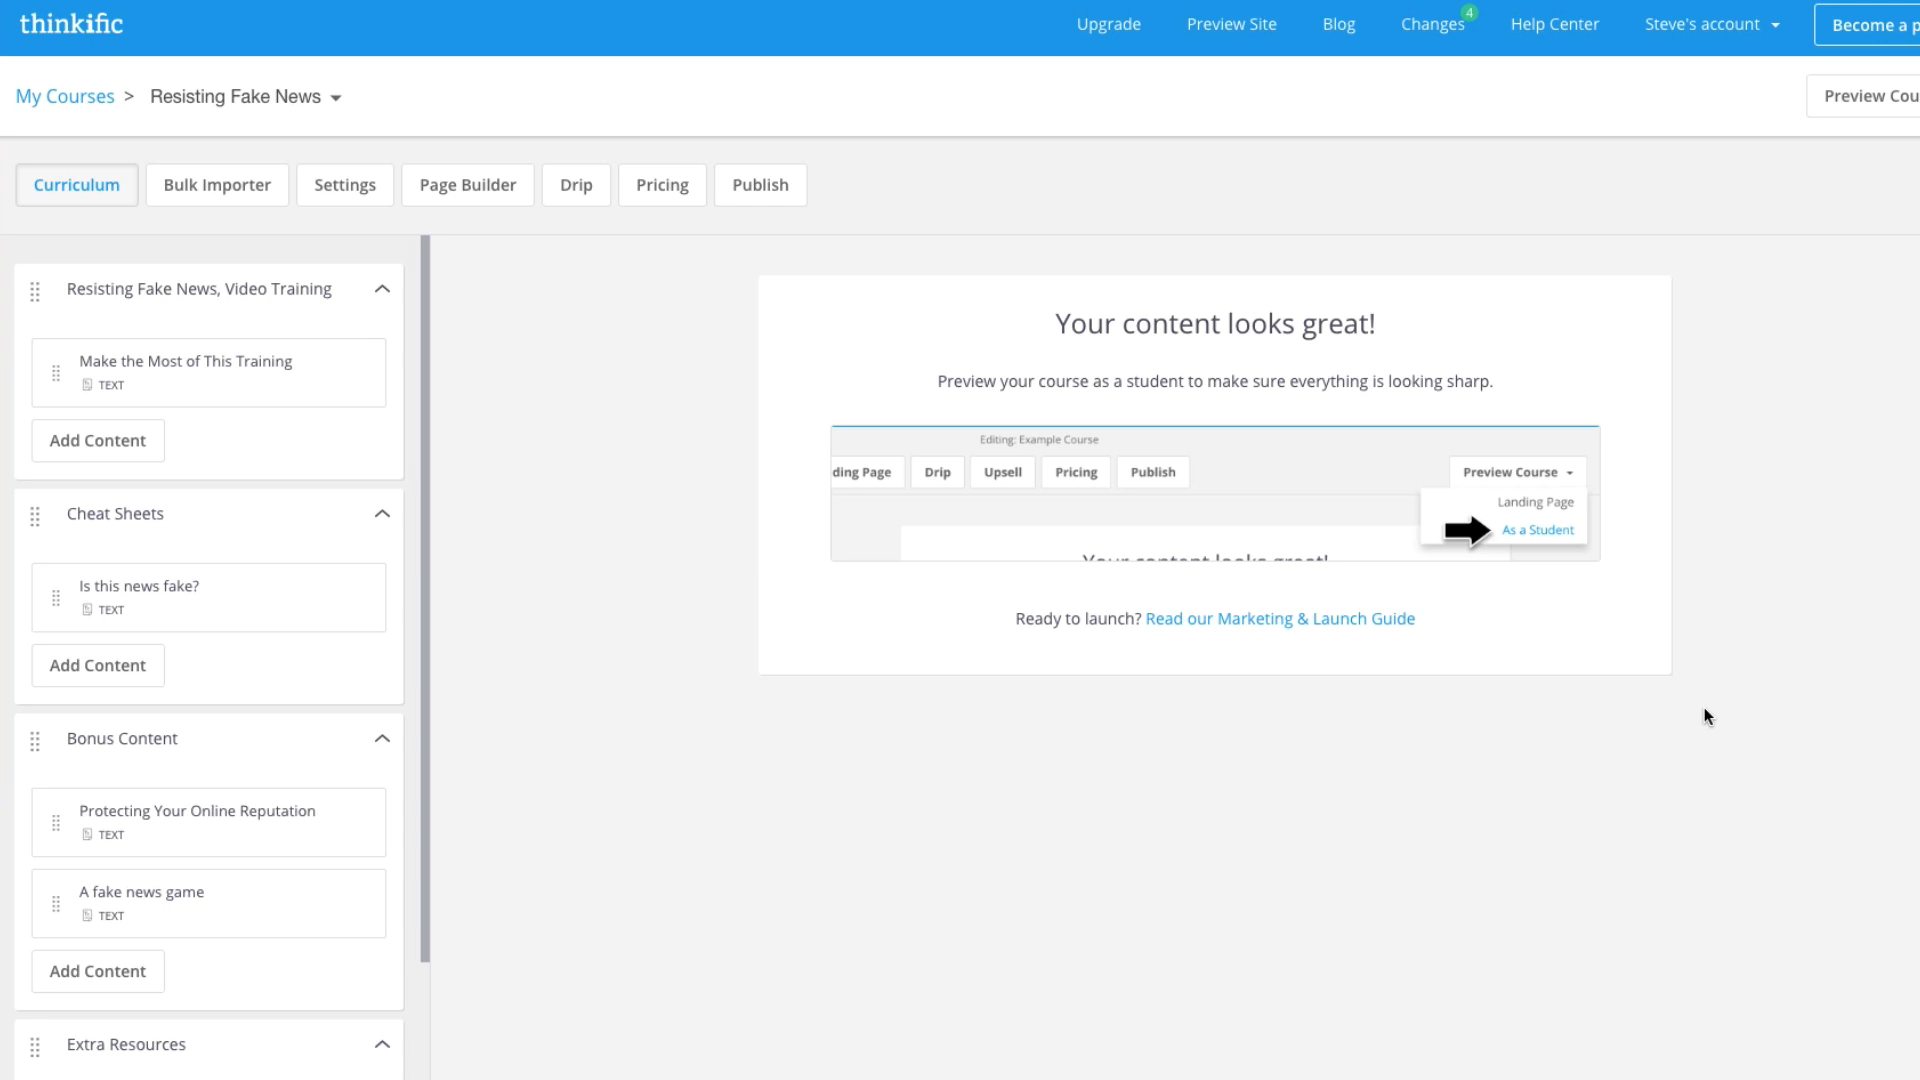 thinkific
Upgrade
Preview Site
Blog
Changes
4
Help Center
Steve's account
Become a p
My Courses > Resisting Fake News
Preview Cou
Curriculum
Bulk Importer
Settings
Page Builder
Drip
Pricing
Publish
Resisting Fake News, Video Training
Make the Most of This Training
TEXT
Add Content
Cheat Sheets
Is this news fake?
TEXT
Add Content
Bonus Content
Protecting Your Online Reputation
TEXT
A fake news game
TEXT
Add Content
Extra Resources
Your content looks great!
Preview your course as a student to make sure everything is looking sharp.
Editing: Example Course
ding Page
Drip
Upsell
Pricing
Publish
Preview Course
Landing Page
As a Student
Your content looks great!
Ready to launch? Read our Marketing & Launch Guide